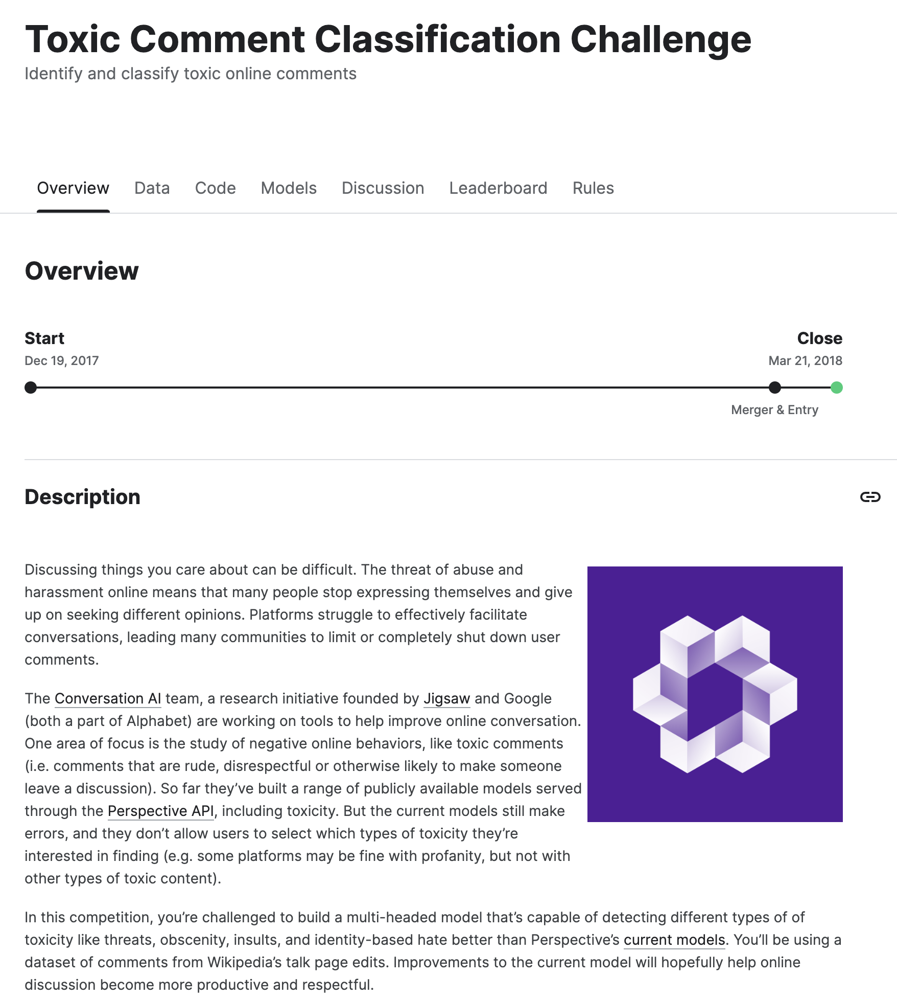 Toxic Comment Classification Challenge
Identify and classify toxic online comments
Overview Data Code Models Discussion Leaderboard Rules
Overview
Start Close
Dec 19, 2017 Mar 21, 2018
Merger & Entry
Description
Discussing things you care about can be difficult. The threat of abuse and
harassment online means that many people stop expressing themselves and give
up on seeking different opinions. Platforms struggle to effectively facilitate
conversations, leading many communities to limit or completely shut down user
comments.
The Conversation AI team, a research initiative founded by Jigsaw and Google
(both a part of Alphabet) are working on tools to help improve online conversation.
One area of focus is the study of negative online behaviors, like toxic comments
(i.e. comments that are rude, disrespectful or otherwise likely to make someone
leave a discussion). So far they’ve built a range of publicly available models served
through the Perspective API, including toxicity. But the current models still make
errors, and they don’t allow users to select which types of toxicity they’re
interested in finding (e.g. some platforms may be fine with profanity, but not with
other types of toxic content).
In this competition, you’re challenged to build a multi-headed model that’s capable of detecting different types of of
toxicity like threats, obscenity, insults, and identity-based hate better than Perspective’s current models. You’ll be using a
dataset of comments from Wikipedia’s talk page edits. Improvements to the current model will hopefully help online
discussion become more productive and respectful.